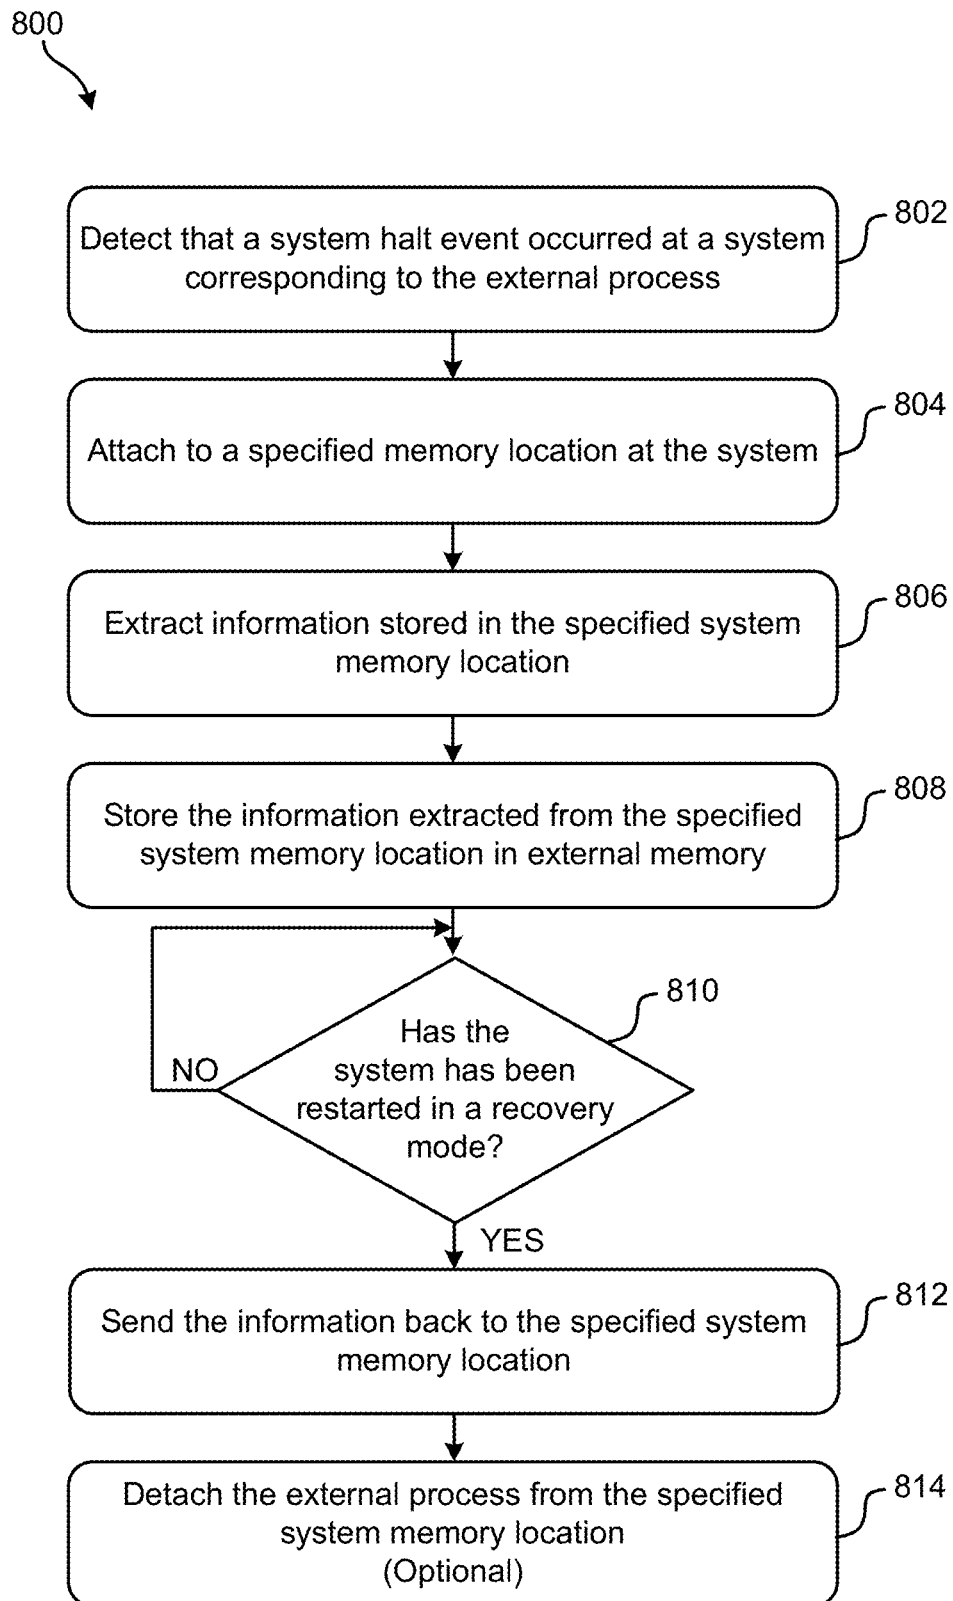 800
Detect that a system halt event occurred at a system
corresponding to the external process
802
Attach to a specified memory location at the system
804
Extract information stored in the specified system
memory location
806
Store the information extracted from the specified
system memory location in external memory
808
Has the
system has been
restarted in a recovery
mode?
810
NO
YES
Send the information back to the specified system
memory location
812
Detach the external process from the specified
system memory location
(Optional)
814